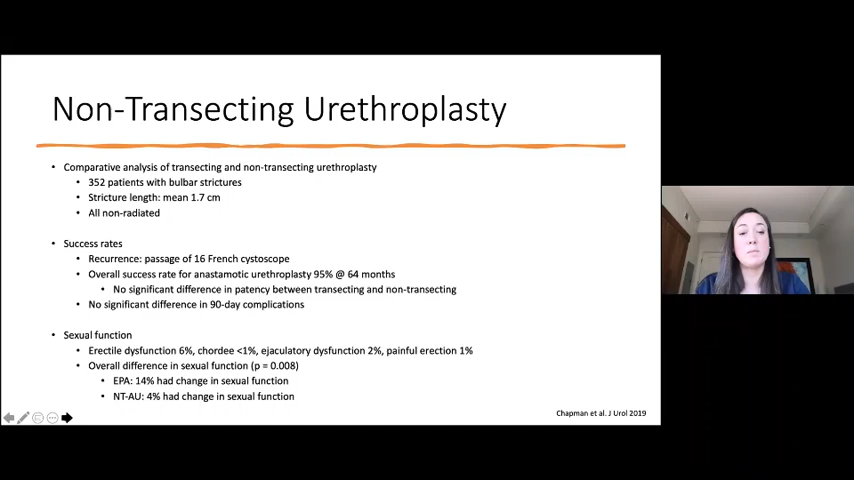 Non-Transecting Urethroplasty
• Comparative analysis of transecting and non-transecting urethroplasty
• 352 patients with bulbar strictures
• Stricture length: mean 1.7 cm
• All non-radiated
• Success rates
• Recurrence: passage of 16 French cystoscope
• Overall success rate for anastamotic urethroplasty 95% @ 64 months
• No significant difference in patency between transecting and non-transecting
• No significant difference in 90-day complications
• Sexual function
• Erectile dysfunction 6%, chordee <1%, ejaculatory dysfunction 2%, painful erection 1%
• Overall difference in sexual function (p = 0.008)
• EPA: 14% had change in sexual function
• NT-AU: 4% had change in sexual function
Chapman et al. J Urol 2019